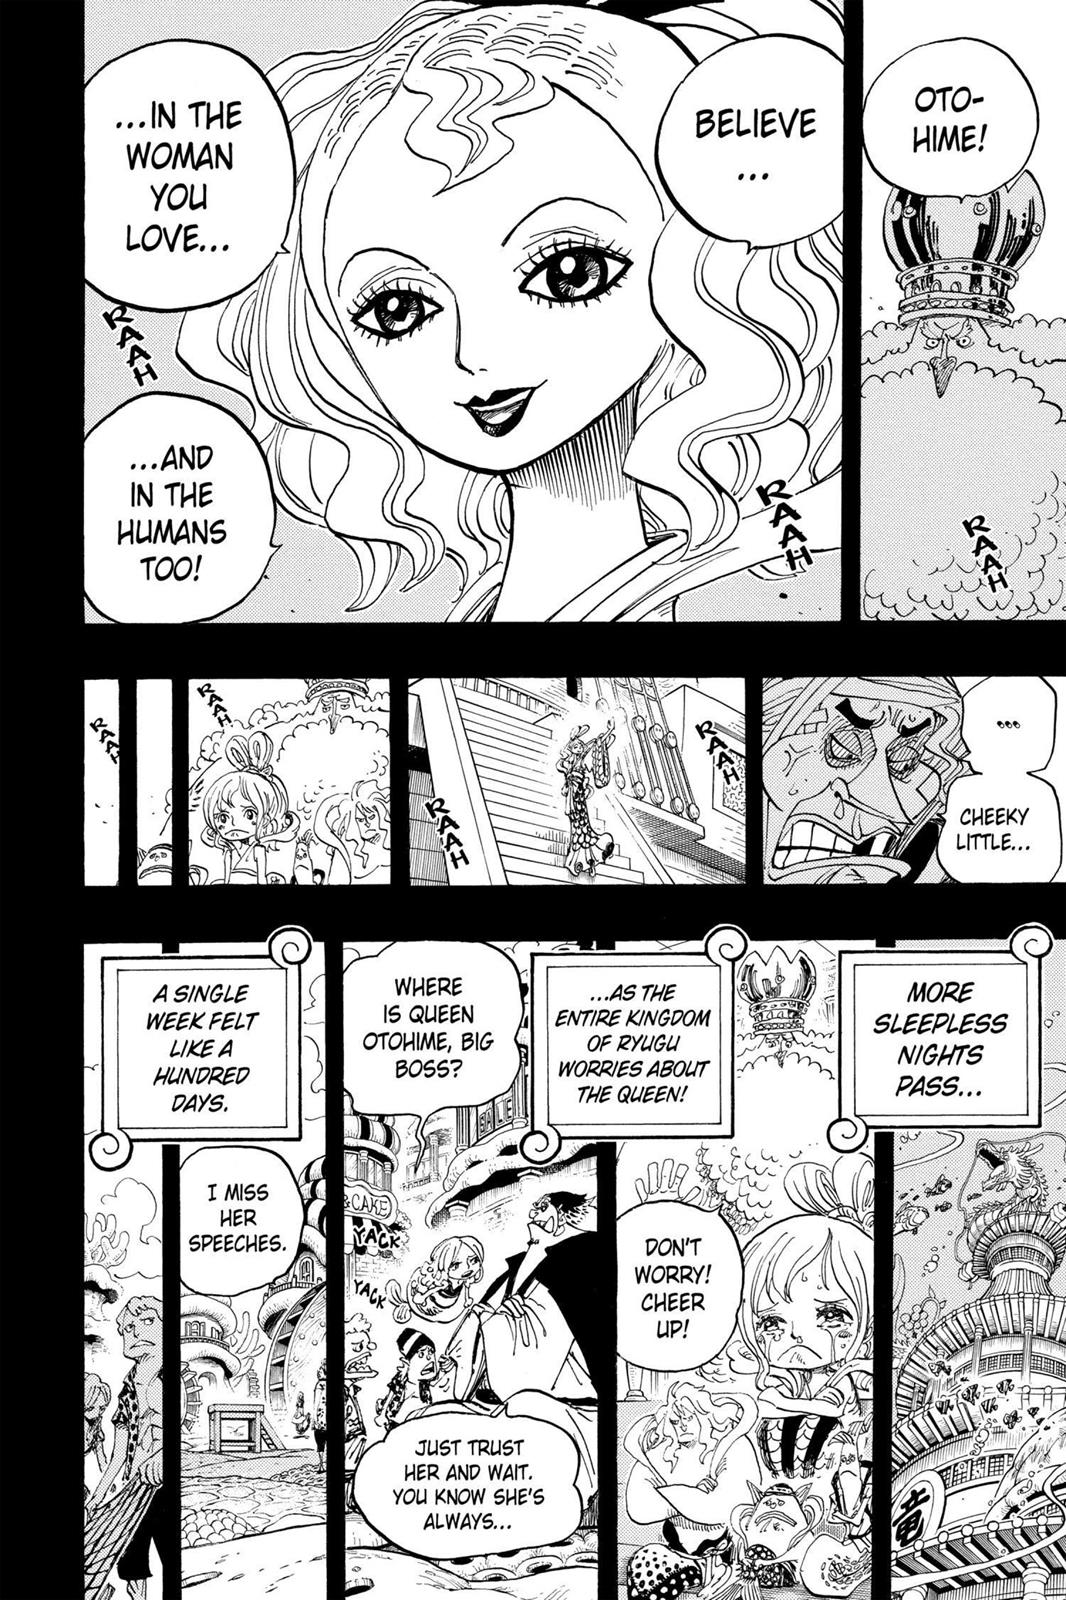 OTO-
HIME!
BELIEVE
...
...IN THE
WOMAN
YOU
LOVE...
RAAH
...AND
IN THE
HUMANS
TOO!
RAAH
RAAH
...
CHEEKY
LITTLE...
RAAH
RAAH
RAAH
RAAH
MORE
SLEEPLESS
NIGHTS
PASS...
...AS THE
ENTIRE KINGDOM
OF RYUGU
WORRIES ABOUT
THE QUEEN!
DON'T
WORRY!
CHEER
UP!
竜
WHERE
IS QUEEN
OTOHIME, BIG
BOSS?
&CAKE
YACK
YACK
JUST TRUST
HER AND WAIT.
YOU KNOW SHE'S
ALWAYS...
A SINGLE
WEEK FELT
LIKE A
HUNDRED
DAYS.
I MISS
HER
SPEECHES.